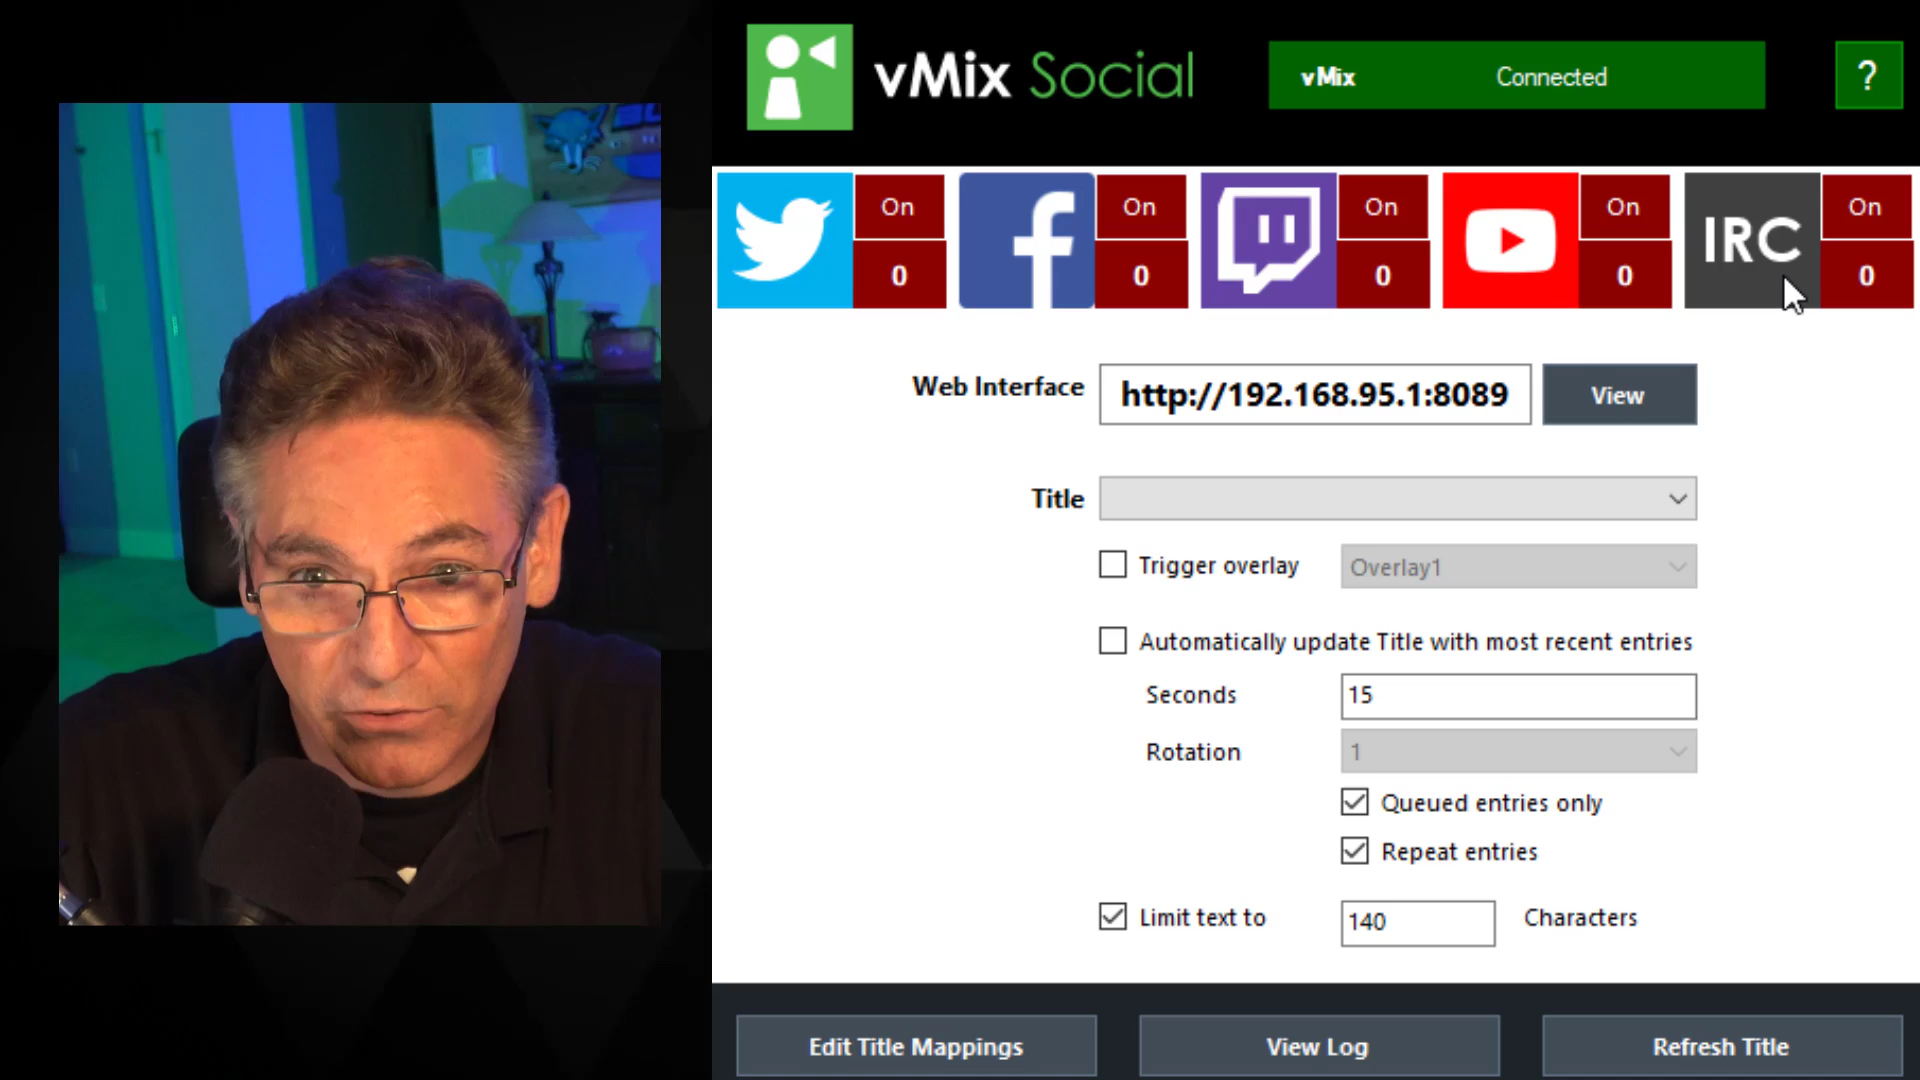 vMix Social
vMix Connected ?
On On On On On
IRC
0 0 0 0 0
Web Interface http://192.168.95.1:8089 View
Title
Trigger overlay Overlay1
Automatically update Title with most recent entries
Seconds 15
Rotation 1
Queued entries only
Repeat entries
Limit text to 140 Characters
Edit Title Mappings View Log Refresh Title